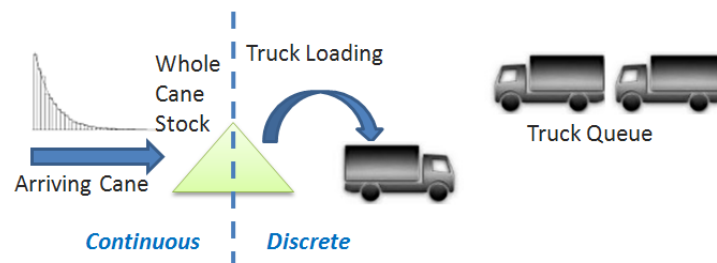 Whole
Cane
Stock
Truck Loading
Truck Queue
Arriving Cane
Continuous
Discrete